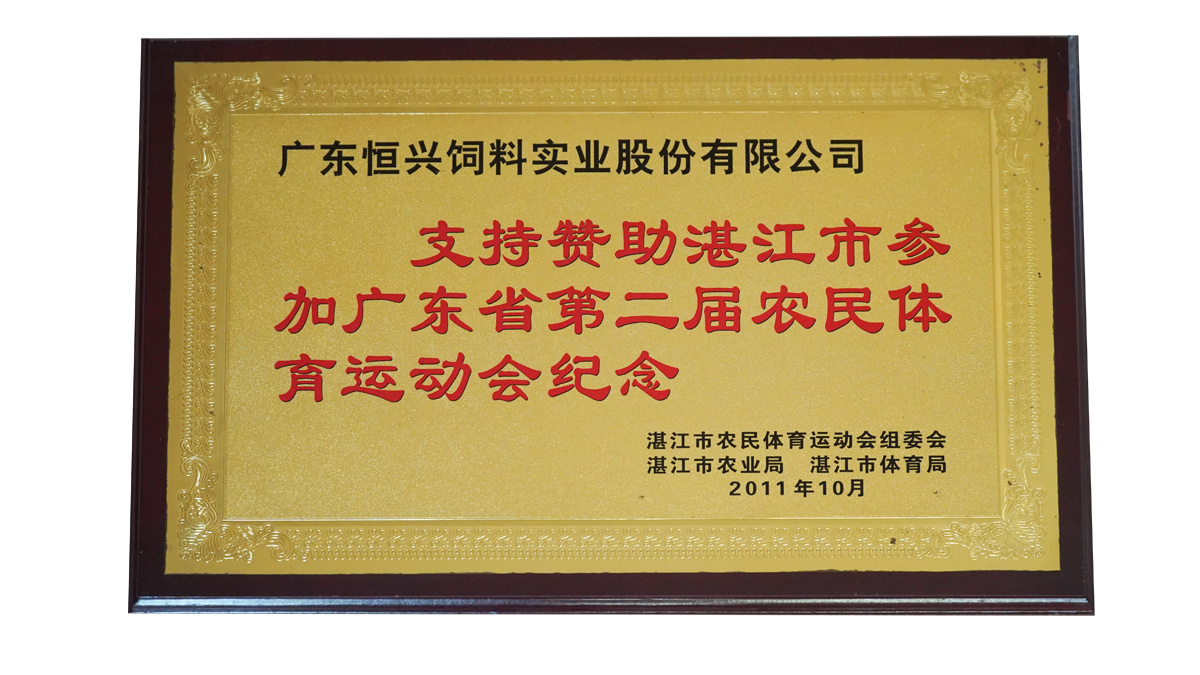 广东恒兴饲料实业股份有限公司
支持赞助湛江市参
加广东省第二届农民体
育运动会纪念
湛江市农民体育运动会组委会
湛江市农业局 湛江市体育局
2011年10月